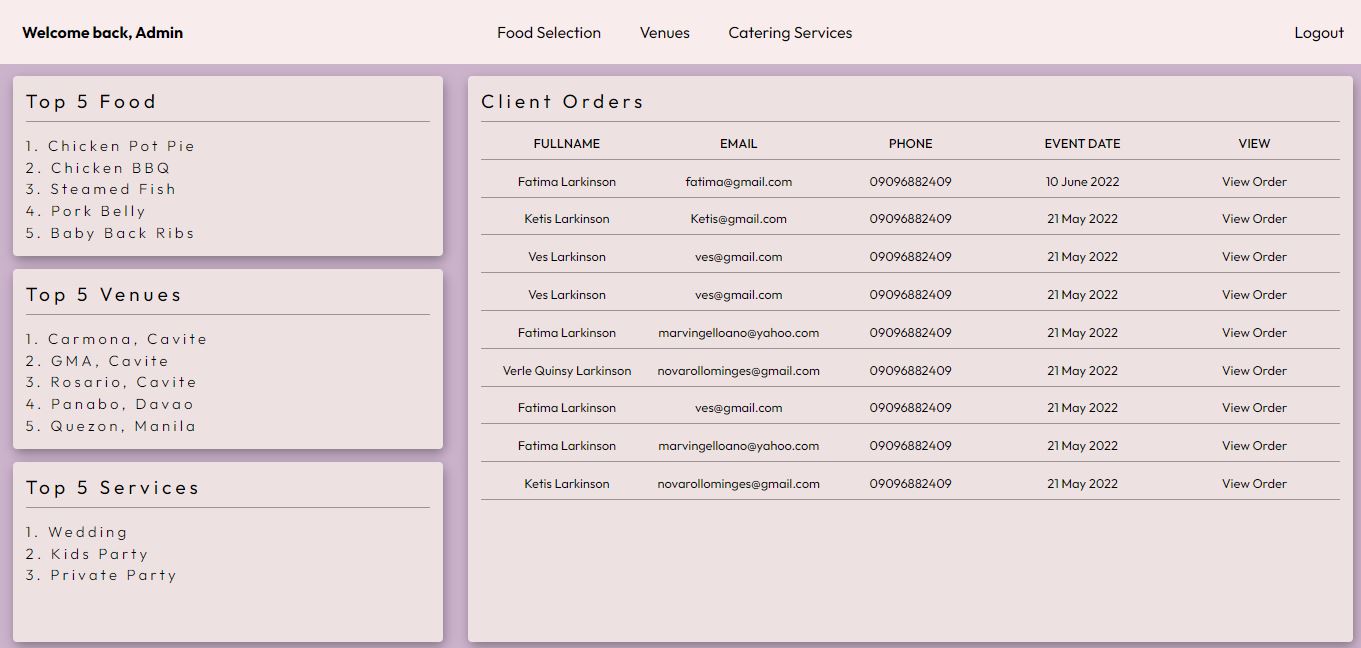 Welcome back, Admin
Food Selection Venues Catering Services
Logout
Top 5 Food
1. Chicken Pot Pie
2. Chicken BBQ
3. Steamed Fish
4. Pork Belly
5. Baby Back Ribs
Top 5 Venues
1. Carmona, Cavite
2. GMA, Cavite
3. Rosario, Cavite
4. Panabo, Davao
5. Quezon, Manila
Top 5 Services
1. Wedding
2. Kids Party
3. Private Party
Client Orders
FULLNAME EMAIL PHONE EVENT DATE VIEW
Fatima Larkinson fatima@gmail.com 09096882409 10 June 2022 View Order
Ketis Larkinson Ketis@gmail.com 09096882409 21 May 2022 View Order
Ves Larkinson ves@gmail.com 09096882409 21 May 2022 View Order
Ves Larkinson ves@gmail.com 09096882409 21 May 2022 View Order
Fatima Larkinson marvingelloano@yahoo.com 09096882409 21 May 2022 View Order
Verle Quinsy Larkinson novarollominges@gmail.com 09096882409 21 May 2022 View Order
Fatima Larkinson ves@gmail.com 09096882409 21 May 2022 View Order
Fatima Larkinson marvingelloano@yahoo.com 09096882409 21 May 2022 View Order
Ketis Larkinson novarollominges@gmail.com 09096882409 21 May 2022 View Order